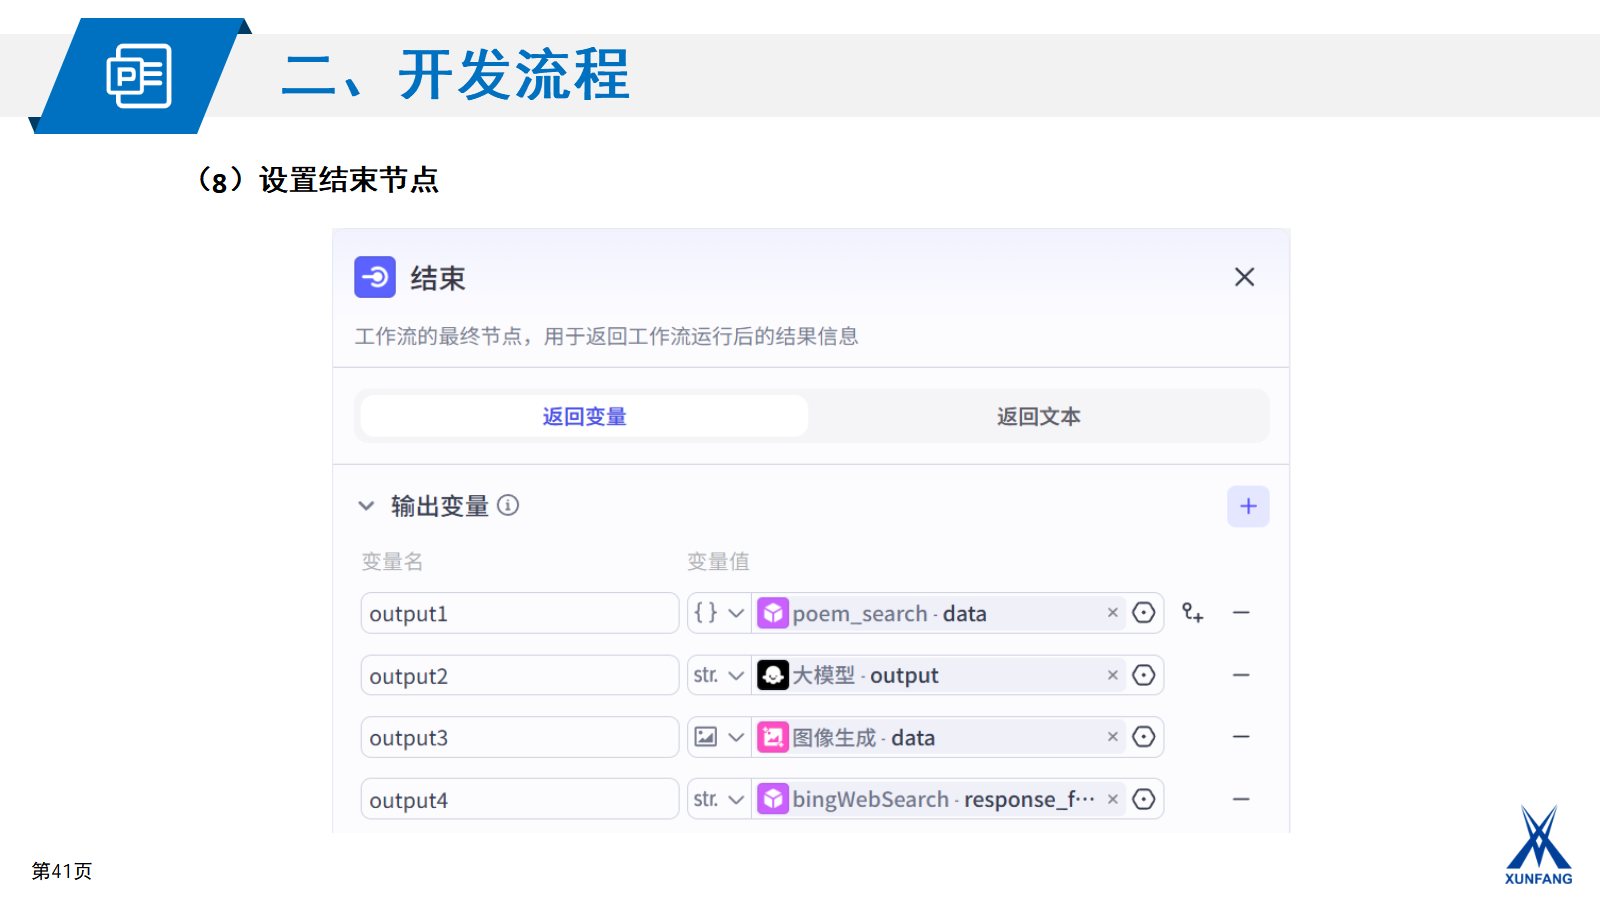 二、开发流程
（8）设置结束节点
结束
工作流的最终节点，用于返回工作流运行后的结果信息
返回变量 返回文本
输出变量
变量名 变量值
output1 {} poem_search - data
output2 str. 大模型 - output
output3 图像生成 - data
output4 str. bingWebSearch - response_f···
第41页
XUNFANG